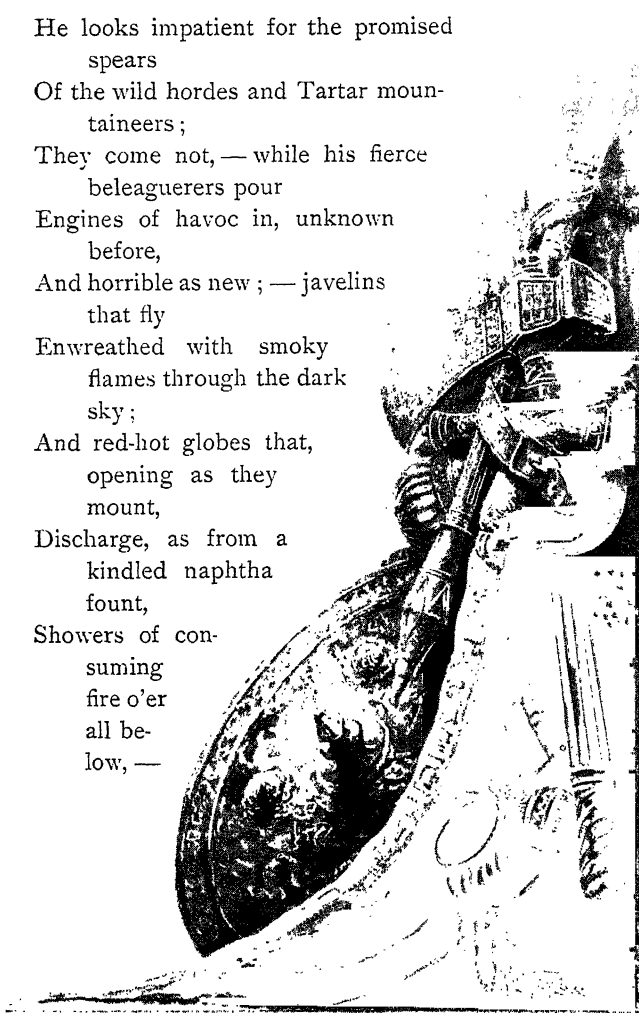 He looks impatient for the promised
spears
Of the wild hordes and Tartar moun-
taineers ;
They come not, — while his fierce
beleaguerers pour
Engines of havoc in, unknown
before,
And horrible as new ; — javelins
that fly
Enwreathed with smoky
flames through the dark
sky ;
And red-hot globes that,
opening as they
mount,
Discharge, as from a
kindled naphtha
fount,
Showers of con-
suming
fire o'er
all be-
low, —